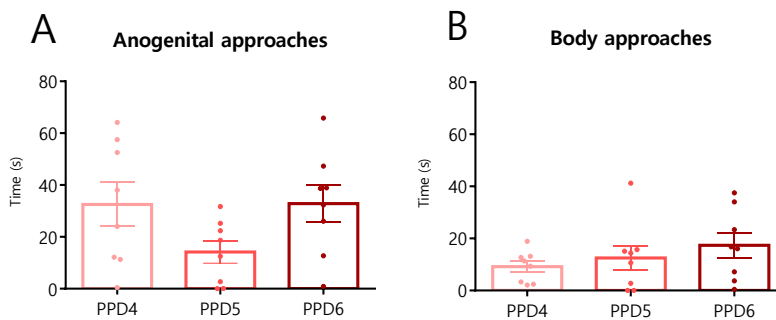 A
Anogenital approaches
Time (s)
80
60
40
20
0
PPD4 PPD5 PPD6
B
Body approaches
Time (s)
80
60
40
20
0
PPD4 PPD5 PPD6